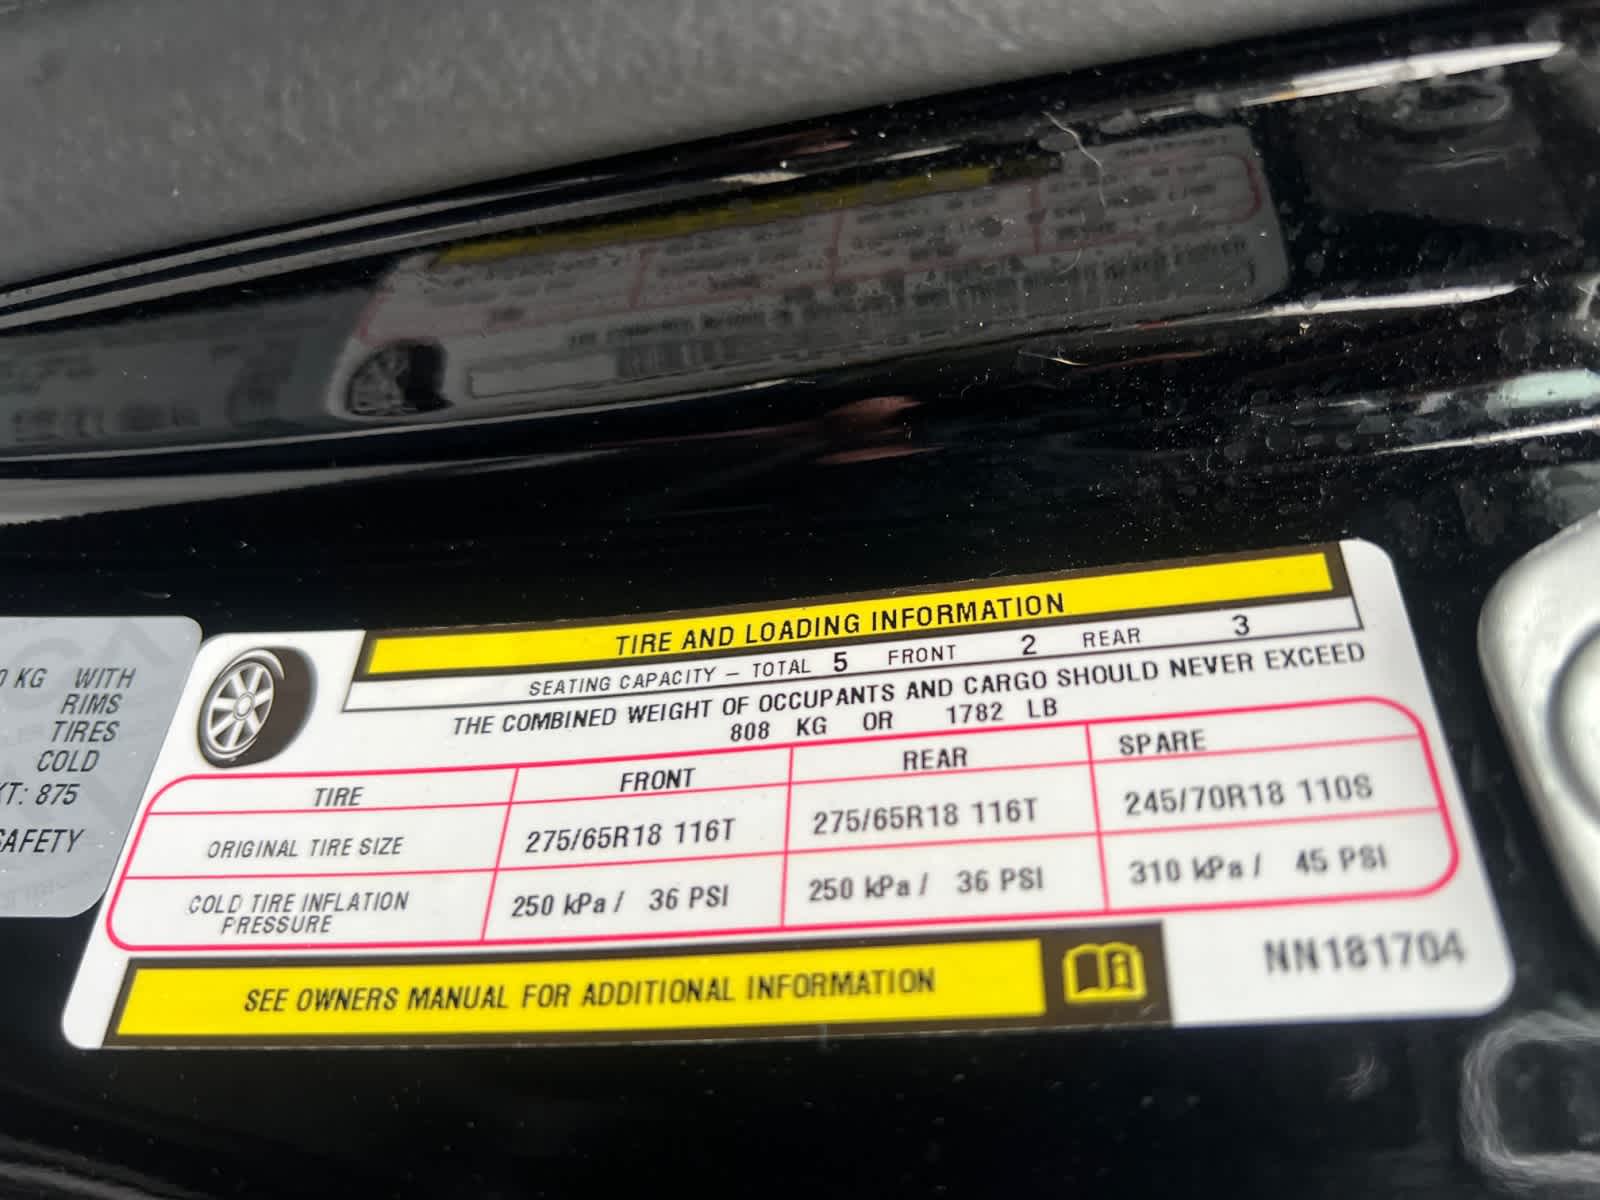 0 KG WITH
RIMS
TIRES
COLD
KT: 875
SAFETY
TIRE AND LOADING INFORMATION
SEATING CAPACITY – TOTAL 5 FRONT 2 REAR 3
THE COMBINED WEIGHT OF OCCUPANTS AND CARGO SHOULD NEVER EXCEED
808 KG OR 1782 LB
TIRE FRONT REAR SPARE
ORIGINAL TIRE SIZE 275/65R18 116T 275/65R18 116T 245/70R18 110S
COLD TIRE INFLATION
PRESSURE 250 kPa / 36 PSI 250 kPa / 36 PSI 310 kPa / 45 PSI
SEE OWNERS MANUAL FOR ADDITIONAL INFORMATION
NN181704